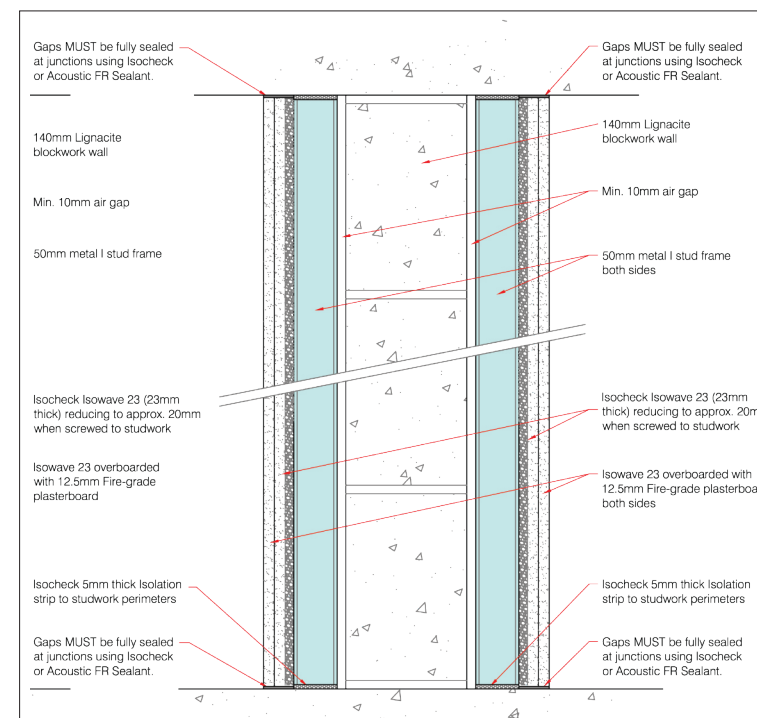 Gaps MUST be fully sealed
at junctions using Isocheck
or Acoustic FR Sealant.
140mm Lignacite
blockwork wall
Min. 10mm air gap
50mm metal I stud frame
Isocheck Isowave 23 (23mm
thick) reducing to approx. 20mm
when screwed to studwork
Isowave 23 overboarded
with 12.5mm Fire-grade
plasterboard
Isocheck 5mm thick Isolation
strip to studwork perimeters
Gaps MUST be fully sealed
at junctions using Isocheck
or Acoustic FR Sealant.
Gaps MUST be fully sealed
at junctions using Isocheck
or Acoustic FR Sealant.
140mm Lignacite
blockwork wall
Min. 10mm air gap
50mm metal I stud frame
both sides
Isocheck Isowave 23 (23mm
thick) reducing to approx. 20m
when screwed to studwork
Isowave 23 overboarded with
12.5mm Fire-grade plasterboa
both sides
Isocheck 5mm thick Isolation
strip to studwork perimeters
Gaps MUST be fully sealed
at junctions using Isocheck
or Acoustic FR Sealant.